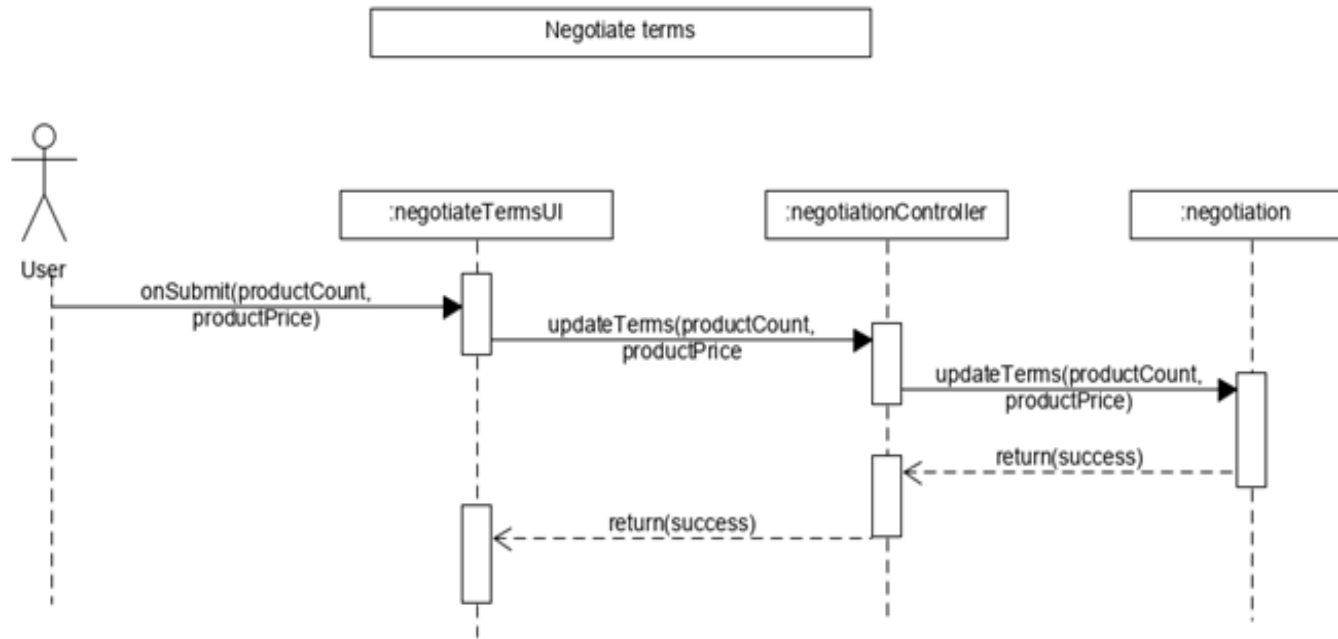 Negotiate terms
:negotiateTermsUI
:negotiationController
:negotiation
User
onSubmit(productCount,
productPrice)
updateTerms(productCount,
productPrice
updateTerms(productCount,
productPrice)
return(success)
return(success)